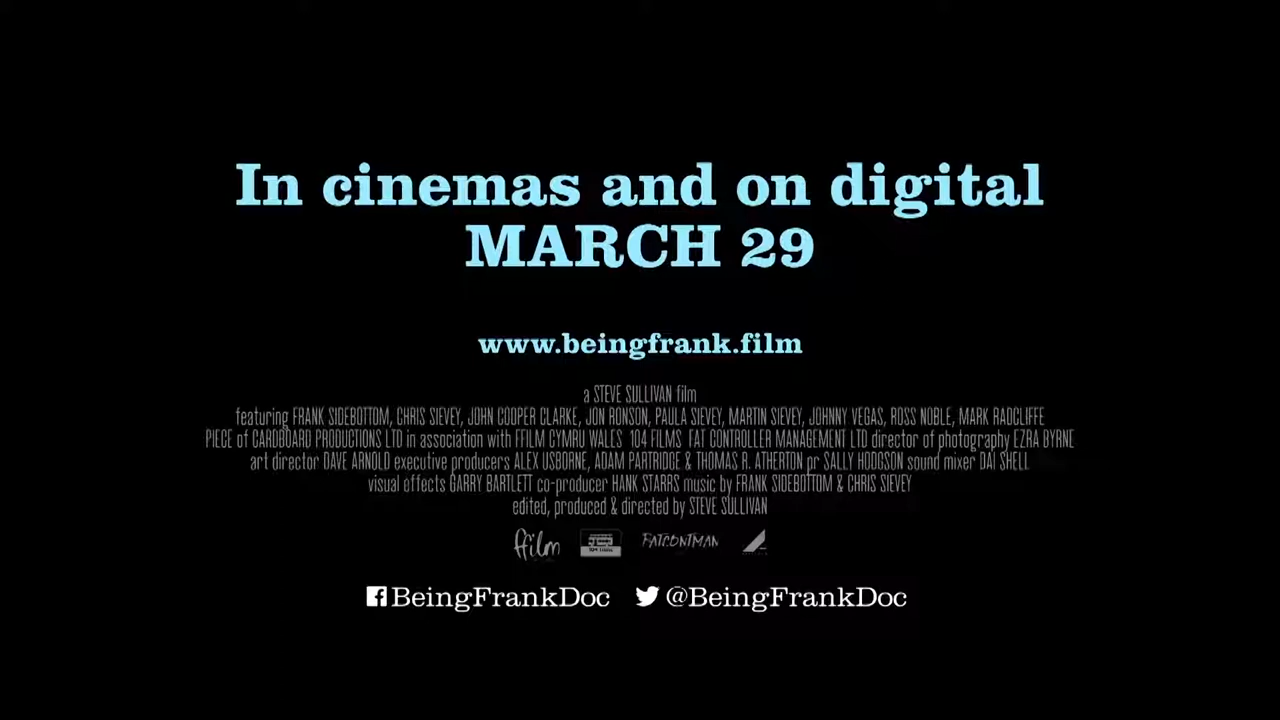 In cinemas and on digital
MARCH 29
www.beingfrank.film
a STEVE SULLIVAN film
featuring FRANK SIDEBOTTOM, CHRIS SIEVEY, JOHN COOPER CLARKE, JON RONSON, PAULA SIEVEY, MARTIN SIEVEY, JOHNNY VEGAS, ROSS NOBLE, MARK RADCLIFFE
PIECE of CARDBOARD PRODUCTIONS LTD in association with FFILM CYMRU WALES 104 FILMS FAT CONTROLLER MANAGEMENT LTD director of photography EZRA BYRNE
art director DAVE ARNOLD executive producers ALEX USBORNE, ADAM PARTRIDGE & THOMAS R. ATHERTON pr SALLY HODGSON sound mixer DAI SHELL
visual effects GARRY BARTLETT co-producer HANK STARRS music by FRANK SIDEBOTTOM & CHRIS SIEVEY
edited, produced & directed by STEVE SULLIVAN
ffilm 104 FILMS FATCONTMAN
BeingFrankDoc @BeingFrankDoc